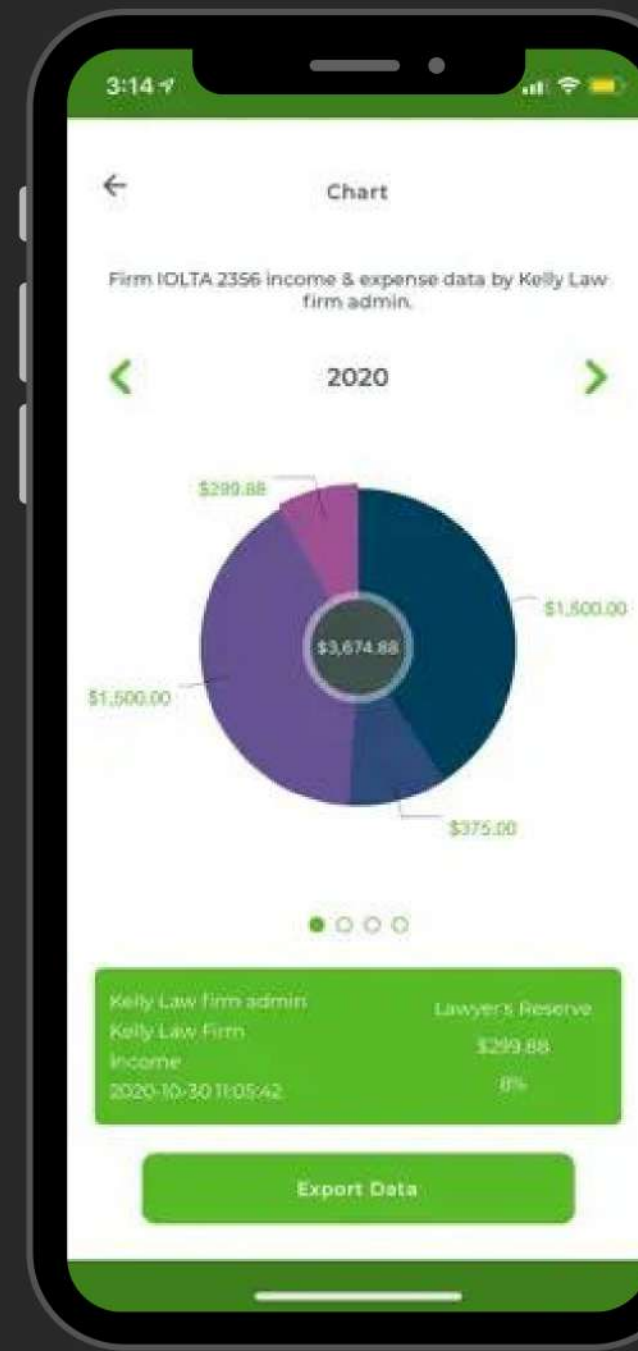 3:14
Chart
Firm IOLTA 2356 income & expense data by Kelly Law
firm admin.
2020
$299.88
$1,500.00
$3,674.88
$1,500.00
$375.00
Kelly Law firm admin
Kelly Law Firm
Income
2020-10-30 11:05:42
Lawyer's Reserve
$299.88
8%
Export Data